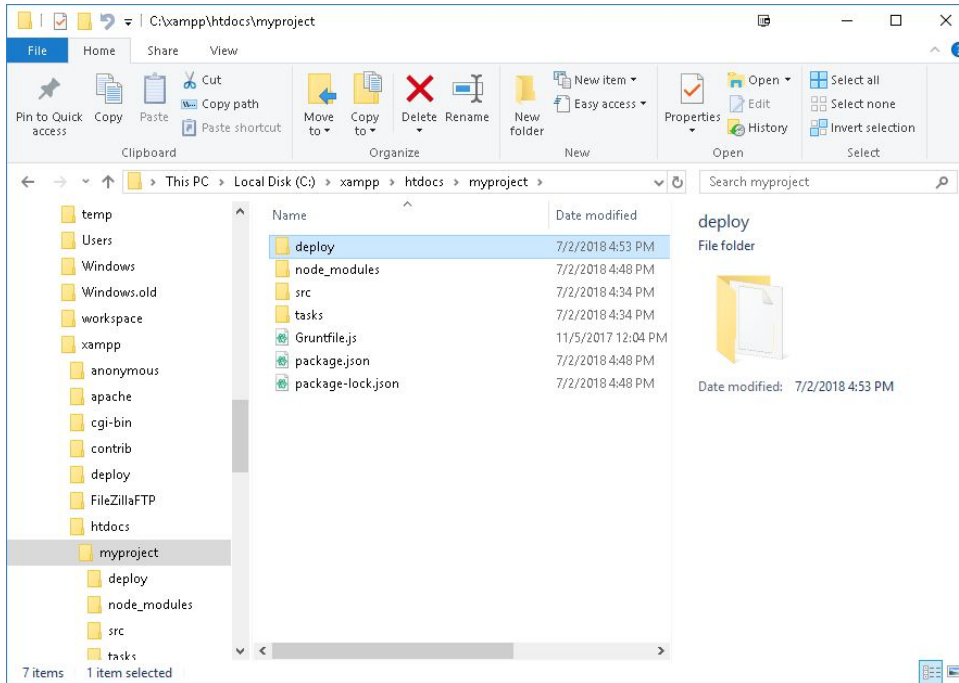 C:\xampp\htdocs\myproject
File Home Share View
Pin to Quick access
Copy
Paste
Cut
Copy path
Paste shortcut
Clipboard
Move to
Copy to
Delete
Rename
Organize
New folder
New item
Easy access
New
Properties
Open
Edit
History
Open
Select all
Select none
Invert selection
Select
This PC > Local Disk (C:) > xampp > htdocs > myproject >
Search myproject
temp
Users
Windows
Windows.old
workspace
xampp
anonymous
apache
cgi-bin
contrib
deploy
FileZillaFTP
htdocs
myproject
deploy
node_modules
src
tasks
Name Date modified
deploy 7/2/2018 4:53 PM
node_modules 7/2/2018 4:48 PM
src 7/2/2018 4:34 PM
tasks 7/2/2018 4:34 PM
Gruntfile.js 11/5/2017 12:04 PM
package.json 7/2/2018 4:48 PM
package-lock.json 7/2/2018 4:48 PM
deploy
File folder
Date modified: 7/2/2018 4:53 PM
7 items 1 item selected